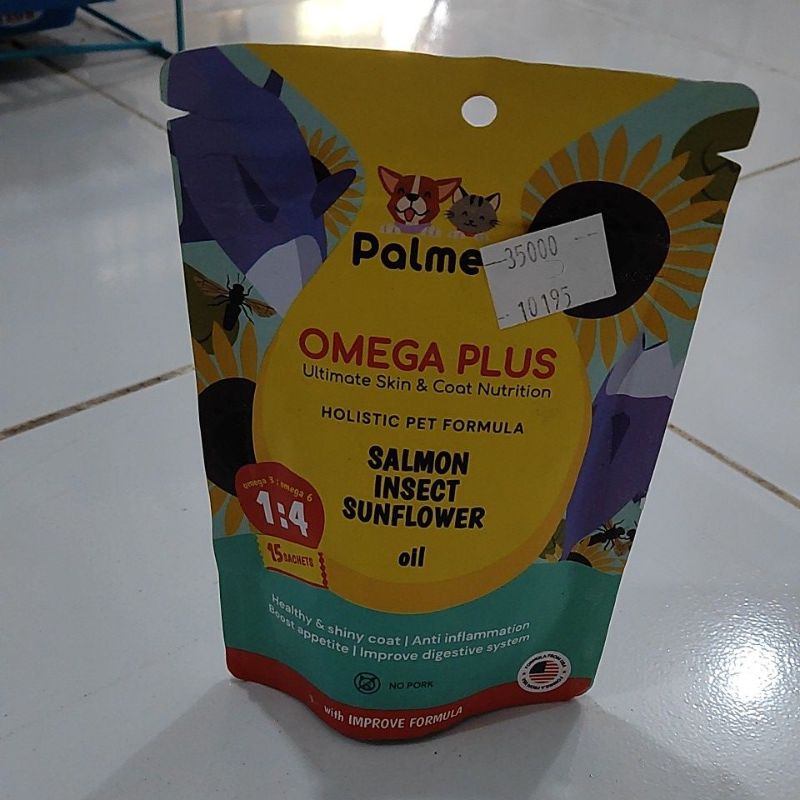 Palme
35000
10195
OMEGA PLUS
Ultimate Skin & Coat Nutrition
HOLISTIC PET FORMULA
SALMON
INSECT
SUNFLOWER
oil
omega 3 : omega 6
1:4
15 SACHETS
Healthy & shiny coat | Anti inflammation
Boost appetite | Improve digestive system
NO PORK
with IMPROVE FORMULA